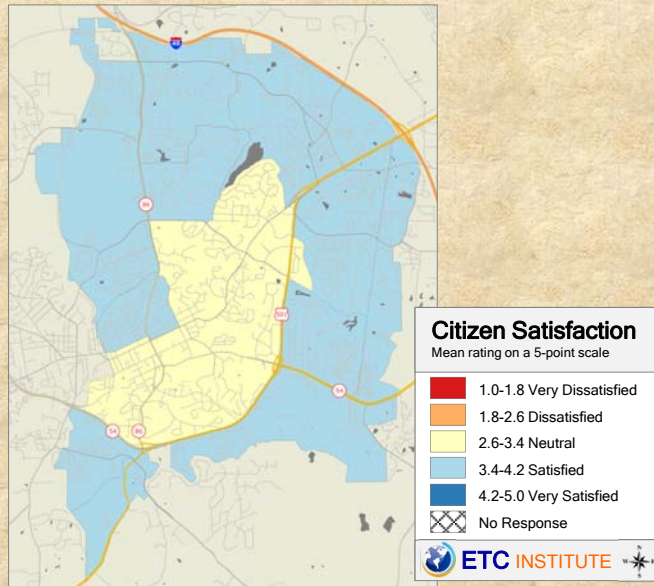 40
86
501
54
54
86
Citizen Satisfaction
Mean rating on a 5-point scale
1.0-1.8 Very Dissatisfied
1.8-2.6 Dissatisfied
2.6-3.4 Neutral
3.4-4.2 Satisfied
4.2-5.0 Very Satisfied
No Response
ETC INSTITUTE
N
W
E
S